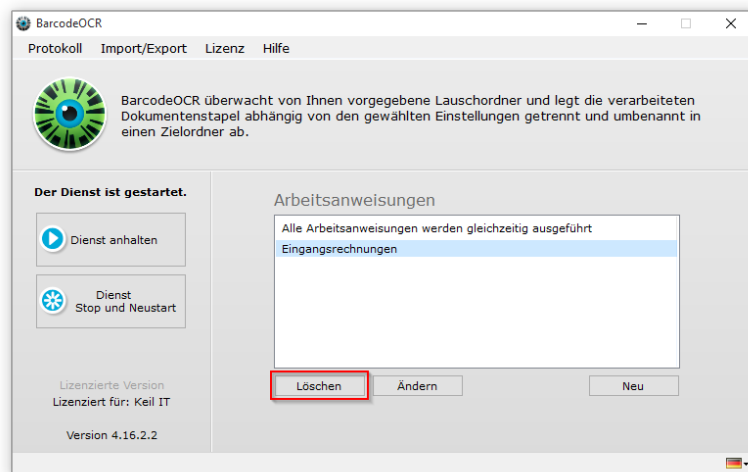 BarcodeOCR
Protokoll Import/Export Lizenz Hilfe
BarcodeOCR überwacht von Ihnen vorgegebene Lauschordner und legt die verarbeiteten
Dokumentenstapel abhängig von den gewählten Einstellungen getrennt und umbenannt in
einen Zielordner ab.
Der Dienst ist gestartet.
Dienst anhalten
Dienst
Stop und Neustart
Lizenzierte Version
Lizenziert für: Keil IT
Version 4.16.2.2
Arbeitsanweisungen
Alle Arbeitsanweisungen werden gleichzeitig ausgeführt
Eingangsrechnungen
Löschen Ändern Neu